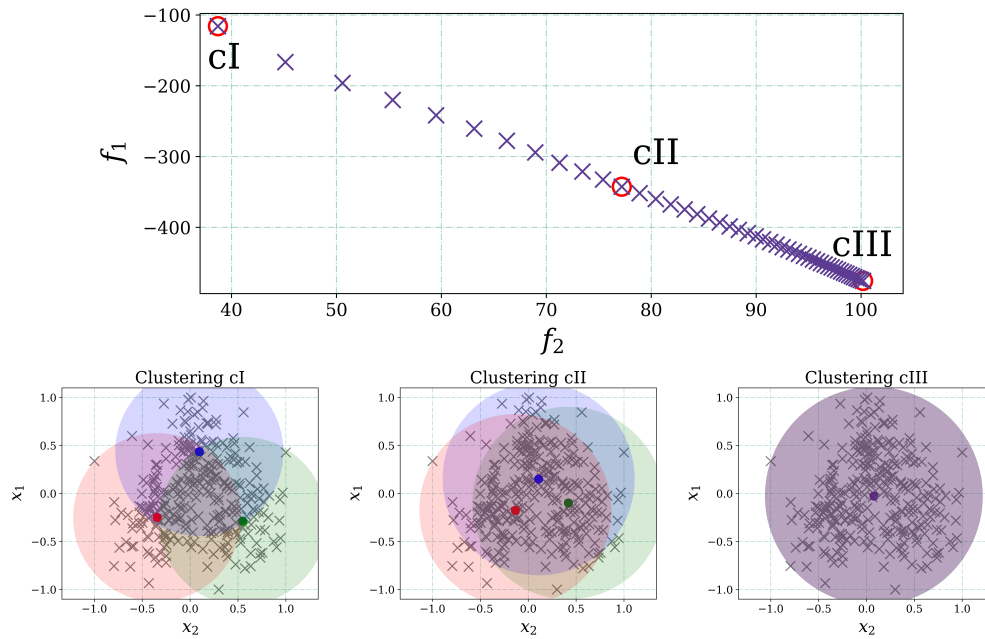 −100
−200
−300
−400
f₁
cI
cII
cIII
40 50 60 70 80 90 100
f₂
Clustering cI Clustering cII Clustering cIII
1.0 1.0 1.0
0.5 0.5 0.5
x₁ 0.0 x₁ 0.0 x₁ 0.0
−0.5 −0.5 −0.5
−1.0 −1.0 −1.0
−1.0 −0.5 0.0 0.5 1.0 −1.0 −0.5 0.0 0.5 1.0 −1.0 −0.5 0.0 0.5 1.0
x₂ x₂ x₂